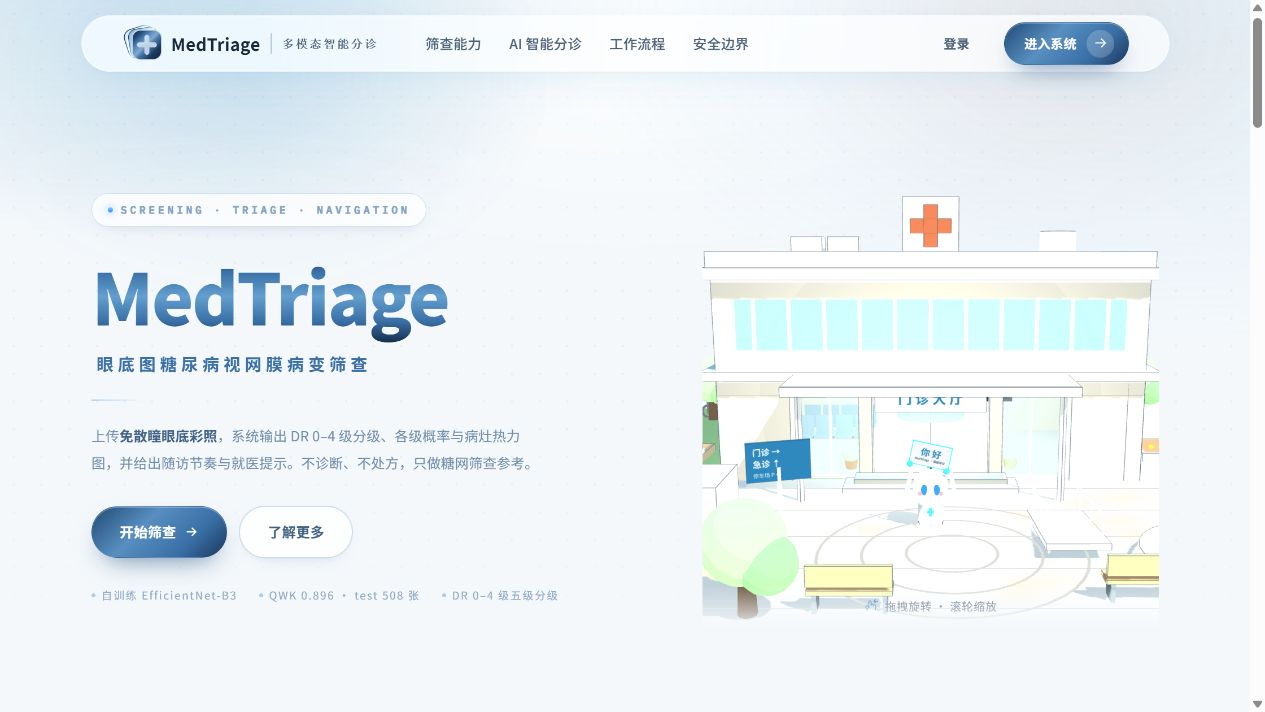 MedTriage
多模态智能分诊
筛查能力
AI 智能分诊
工作流程
安全边界
登录
进入系统 →
SCREENING · TRIAGE · NAVIGATION
MedTriage
眼底图糖尿病视网膜病变筛查
上传免散瞳眼底彩照，系统输出 DR 0–4 级分级、各级概率与病灶热力
图，并给出随访节奏与就医提示。不诊断、不处方，只做糖网筛查参考。
开始筛查 →
了解更多
自训练 EfficientNet-B3
QWK 0.896 · test 508 张
DR 0–4 级五级分级
门诊大厅
门诊 →
急诊 ↑
你好
拖拽旋转 · 滚轮缩放